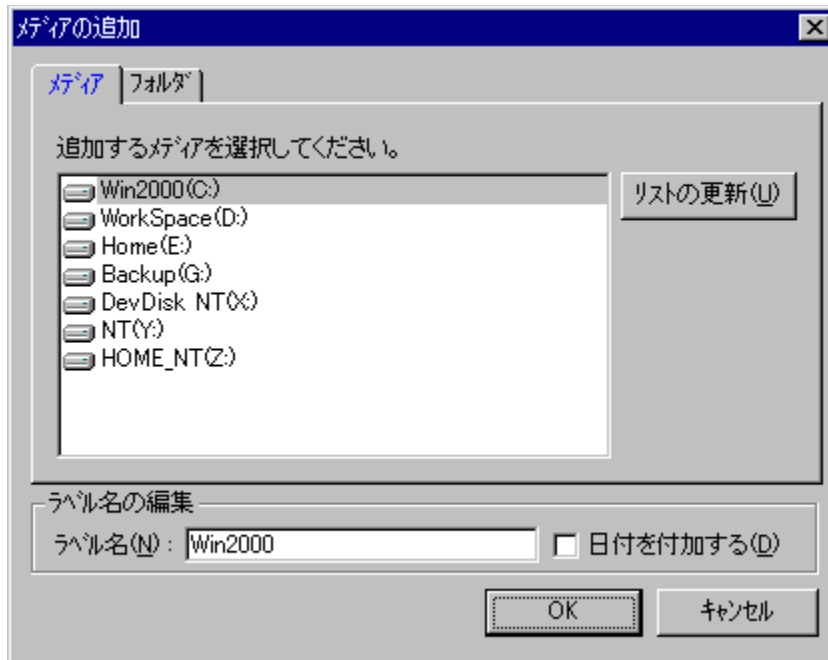 ﾒﾃﾞｨｱの追加
ﾒﾃﾞｨｱ ﾌｫﾙﾀﾞ
追加するﾒﾃﾞｨｱを選択してください。
Win2000(C:)
リストの更新(U)
WorkSpace(D:)
Home(E:)
Backup(G:)
DevDisk NT(X:)
NT(Y:)
HOME_NT(Z:)
ﾗﾍﾞﾙ名の編集
ﾗﾍﾞﾙ名(N): Win2000 日付を付加する(D)
OK ｷｬﾝｾﾙ